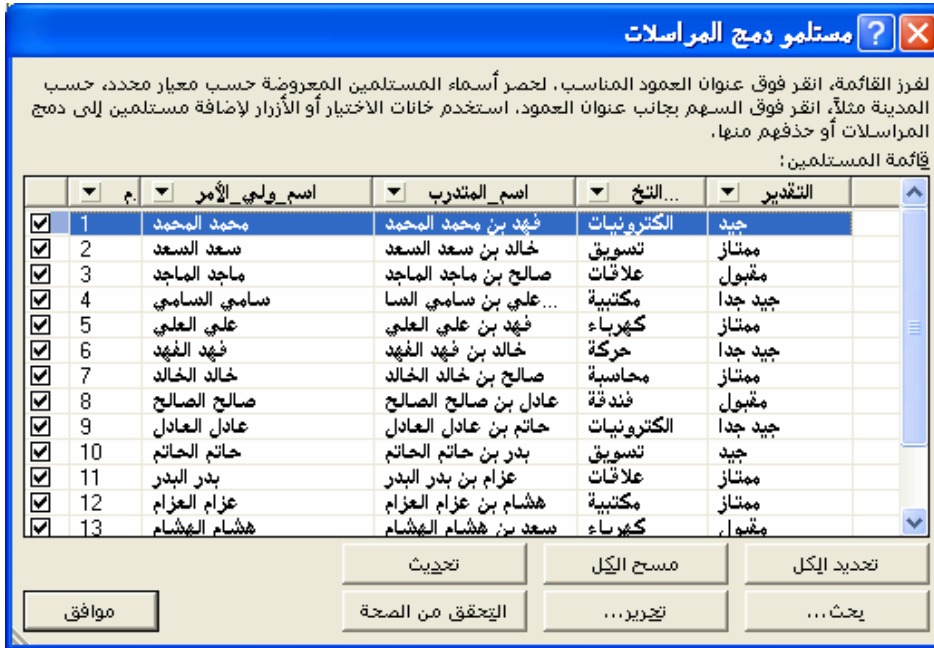 مستلمو دمج المراسلات
لفرز القائمة، انقر فوق عنوان العمود المناسب. لحصر أسماء المستلمين المعروضة حسب معيار محدد، حسب
المدينة مثلاً، انقر فوق السهم بجانب عنوان العمود. استخدم خانات الاختيار أو الأزرار لإضافة مستلمين إلى دمج
المراسلات أو حذفهم منها.
قائمة المستلمين:
م. اسم_ولي_الأمر اسم_المتدرب التخ... التقدير
1 محمد المحمد فهد بن محمد المحمد الكترونيات جيد
2 سعد السعد خالد بن سعد السعد تسويق ممتاز
3 ماجد الماجد صالح بن ماجد الماجد علاقات مقبول
4 سامي السامي علي بن سامي السا... مكتبية جيد جدا
5 علي العلي فهد بن علي العلي كهرباء ممتاز
6 فهد الفهد خالد بن فهد الفهد حركة جيد جدا
7 خالد الخالد صالح بن خالد الخالد محاسبة ممتاز
8 صالح الصالح عادل بن صالح الصالح فندقة مقبول
9 عادل العادل حاتم بن عادل العادل الكترونيات جيد جدا
10 حاتم الحاتم بدر بن حاتم الحاتم تسويق جيد
11 بدر البدر عزام بن بدر البدر علاقات ممتاز
12 عزام العزام هشام بن عزام العزام مكتبية ممتاز
13 هشام الهشام سعد بن هشام الهشام كهرباء مقبول
تحديد الكل مسح الكل تحديث
بحث... تحرير... التحقق من الصحة موافق